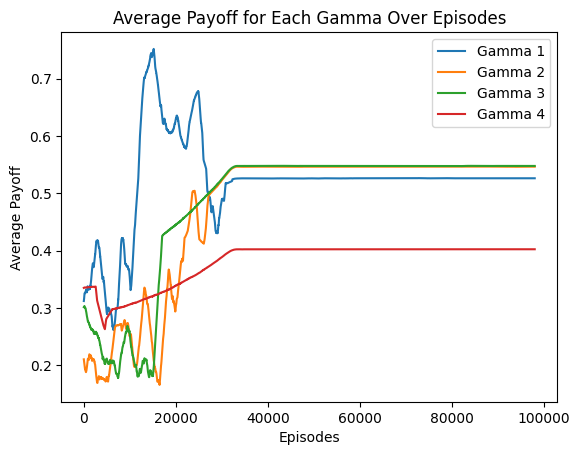 Average Payoff for Each Gamma Over Episodes
Gamma 1
Gamma 2
Gamma 3
Gamma 4
Average Payoff
0.7
0.6
0.5
0.4
0.3
0.2
0 20000 40000 60000 80000 100000
Episodes